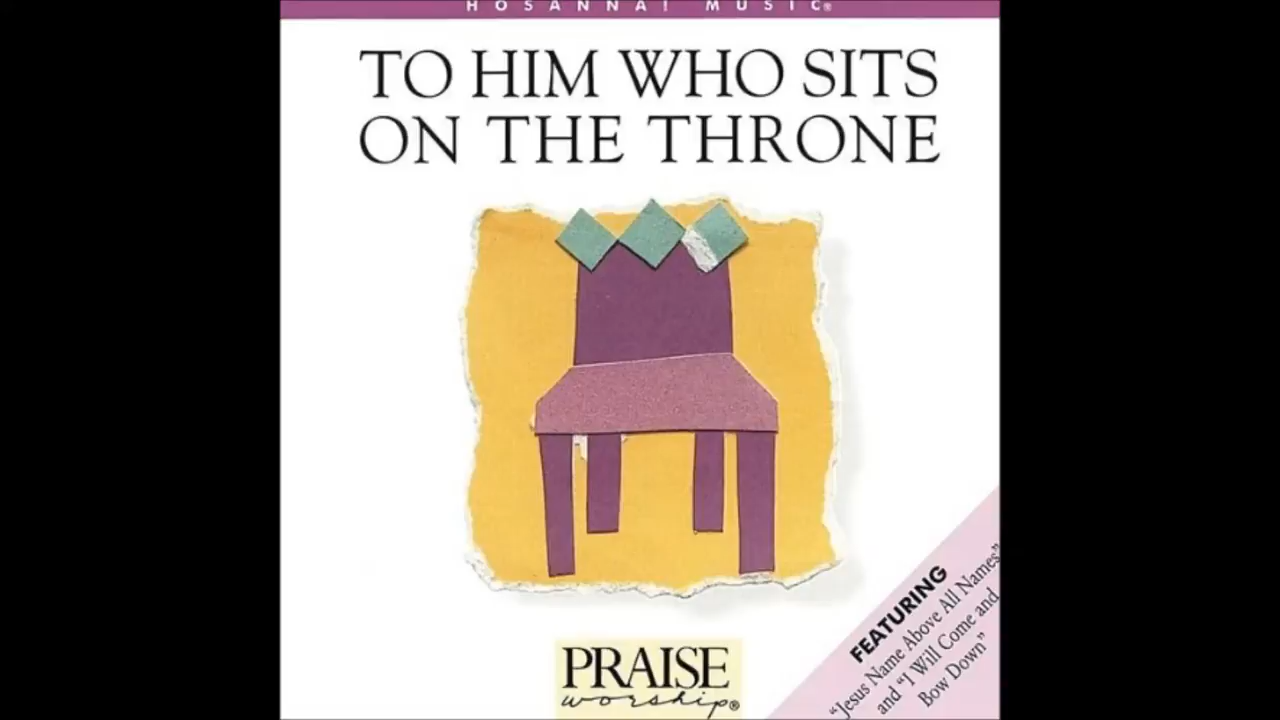 HOSANNA! MUSIC®
TO HIM WHO SITS
ON THE THRONE
FEATURING
"Jesus Name Above All Names"
and "I Will Come and
Bow Down"
PRAISE
worship®